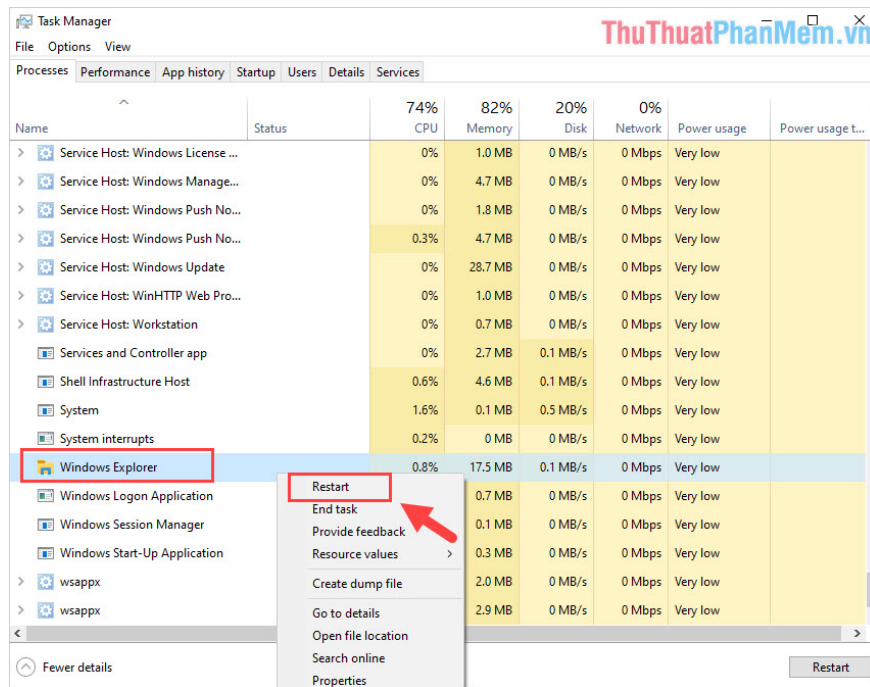 Task Manager
ThuThuatPhanMem.vn
File Options View
Processes Performance App history Startup Users Details Services
74% 82% 20% 0%
Name Status CPU Memory Disk Network Power usage Power usage t...
Service Host: Windows License ... 0% 1.0 MB 0 MB/s 0 Mbps Very low
Service Host: Windows Manage... 0% 4.7 MB 0 MB/s 0 Mbps Very low
Service Host: Windows Push No... 0% 1.8 MB 0 MB/s 0 Mbps Very low
Service Host: Windows Push No... 0.3% 4.7 MB 0 MB/s 0 Mbps Very low
Service Host: Windows Update 0% 28.7 MB 0 MB/s 0 Mbps Very low
Service Host: WinHTTP Web Pro... 0% 1.0 MB 0 MB/s 0 Mbps Very low
Service Host: Workstation 0% 0.7 MB 0 MB/s 0 Mbps Very low
Services and Controller app 0% 2.7 MB 0.1 MB/s 0 Mbps Very low
Shell Infrastructure Host 0.6% 4.6 MB 0.1 MB/s 0 Mbps Very low
System 1.6% 0.1 MB 0.5 MB/s 0 Mbps Very low
System interrupts 0.2% 0 MB 0 MB/s 0 Mbps Very low
Windows Explorer 0.8% 17.5 MB 0.1 MB/s 0 Mbps Very low
Windows Logon Application 0.7 MB 0 MB/s 0 Mbps Very low
Windows Session Manager 0.1 MB 0 MB/s 0 Mbps Very low
Windows Start-Up Application 0.3 MB 0 MB/s 0 Mbps Very low
wsappx 2.0 MB 0 MB/s 0 Mbps Very low
wsappx 2.9 MB 0 MB/s 0 Mbps Very low
Restart
End task
Provide feedback
Resource values
Create dump file
Go to details
Open file location
Search online
Properties
Fewer details
Restart